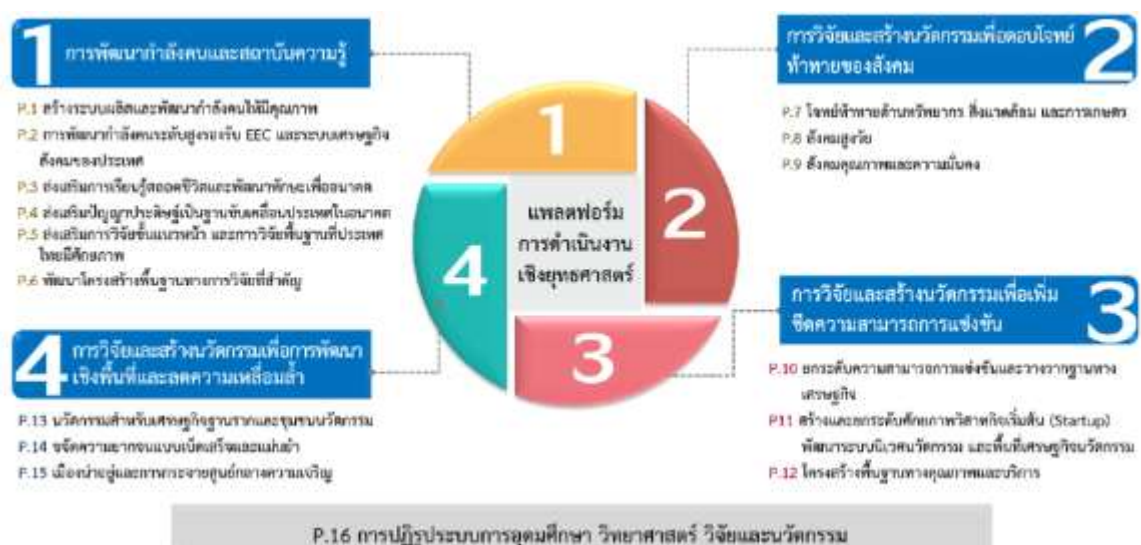 1
การพัฒนากำลังคนและสถาบันความรู้
P.1 สร้างระบบผลิตและพัฒนากำลังคนให้มีคุณภาพ
P.2 การพัฒนากำลังคนระดับสูงรองรับ EEC และระบบเศรษฐกิจ
สังคมของประเทศ
P.3 ส่งเสริมการเรียนรู้ตลอดชีวิตและพัฒนาทักษะเพื่ออนาคต
P.4 ส่งเสริมปัญญาประดิษฐ์เป็นฐานขับเคลื่อนประเทศในอนาคต
P.5 ส่งเสริมการวิจัยขั้นแนวหน้า และการวิจัยพื้นฐานที่ประเทศ
ไทยมีศักยภาพ
P.6 พัฒนาโครงสร้างพื้นฐานทางการวิจัยที่สำคัญ
การวิจัยและสร้างนวัตกรรมเพื่อตอบโจทย์
ท้าทายของสังคม
2
P.7 โจทย์ท้าทายด้านทรัพยากร สิ่งแวดล้อม และการเกษตร
P.8 สังคมสูงวัย
P.9 สังคมคุณภาพและความมั่นคง
1
2
3
4
แพลตฟอร์ม
การดำเนินงาน
เชิงยุทธศาสตร์
การวิจัยและสร้างนวัตกรรมเพื่อเพิ่ม
ขีดความสามารถการแข่งขัน
3
P.10 ยกระดับความสามารถการแข่งขันและวางรากฐานทาง
เศรษฐกิจ
P11 สร้างและยกระดับศักยภาพวิสาหกิจเริ่มต้น (Startup)
พัฒนาระบบนิเวศนวัตกรรม และพื้นที่เศรษฐกิจนวัตกรรม
P.12 โครงสร้างพื้นฐานทางคุณภาพและบริการ
4
การวิจัยและสร้างนวัตกรรมเพื่อการพัฒนา
เชิงพื้นที่และลดความเหลื่อมล้ำ
P.13 นวัตกรรมสำหรับเศรษฐกิจฐานรากและชุมชนนวัตกรรม
P.14 ขจัดความยากจนแบบเบ็ดเสร็จและแม่นยำ
P.15 เมืองน่าอยู่และการกระจายศูนย์กลางความเจริญ
P.16 การปฏิรูประบบการอุดมศึกษา วิทยาศาสตร์ วิจัยและนวัตกรรม